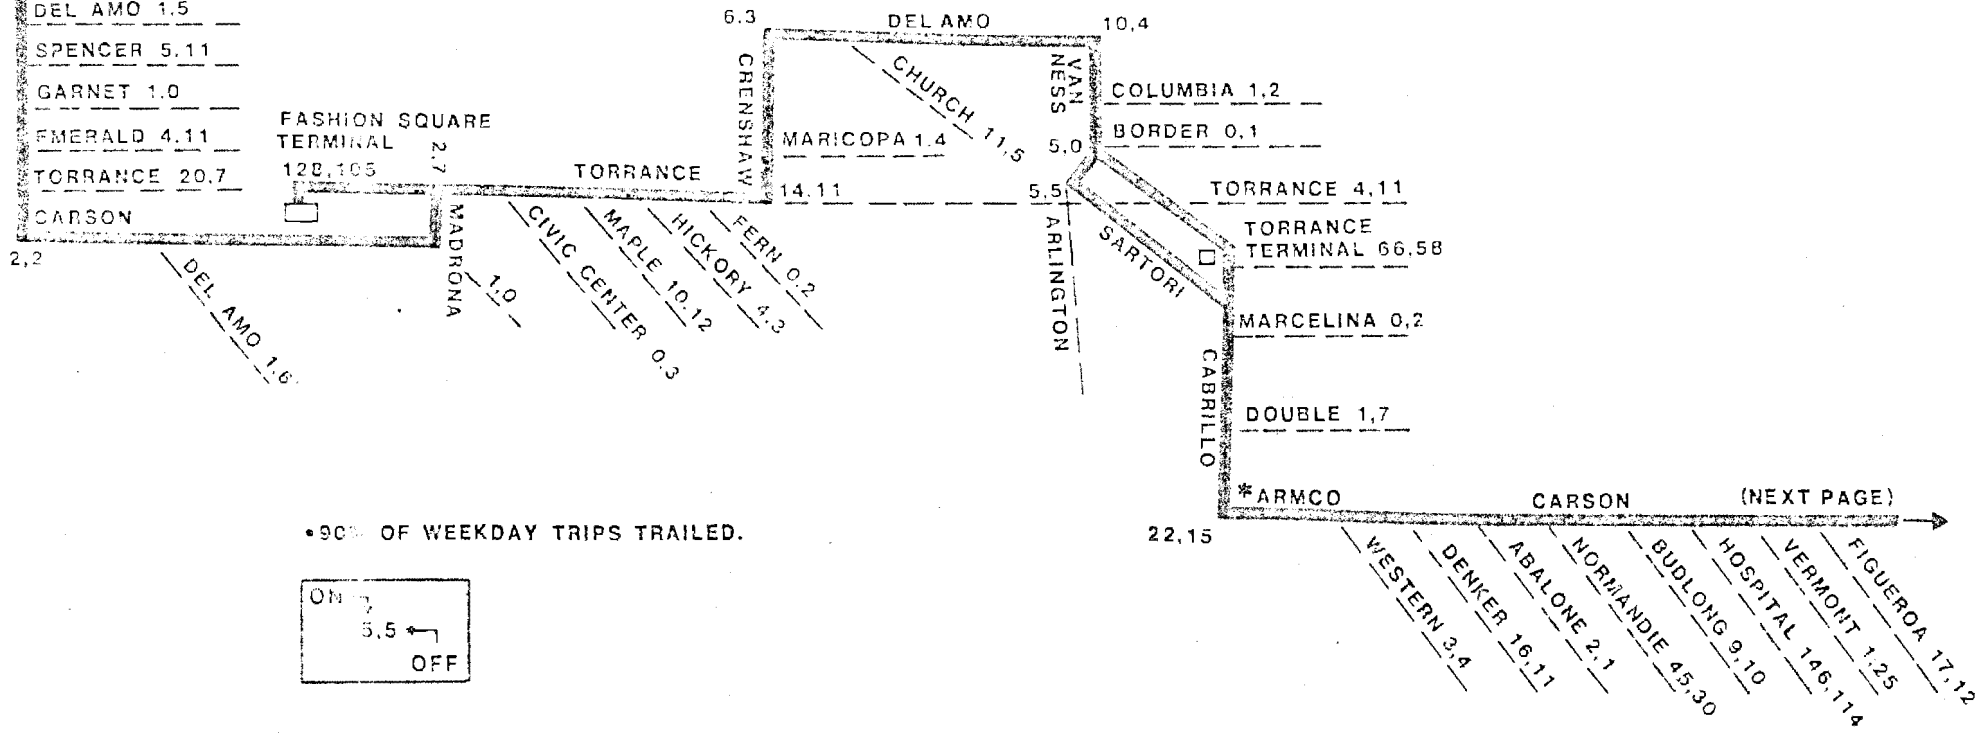 DEL AMO 1.5
SPENCER 5.11
GARNET 1.0
EMERALD 4.11
TORRANCE 20.7
CARSON
2,2
DEL AMO 1.6
FASHION SQUARE
TERMINAL
128,105
2,7
MADRONA
1,0
TORRANCE
CIVIC CENTER 0.3
MAPLE 10.12
HICKORY 4.3
FERN 0.2
6.3
DEL AMO
10,4
CRENSHAW
CHURCH 11,5
MARICOPA 1.4
14.11
VAN
NESS
COLUMBIA 1,2
BORDER 0,1
5,0
5,5
TORRANCE 4,11
ARLINGTON
SARTORI
TORRANCE
TERMINAL 66,58
MARCELINA 0,2
CABRILLO
DOUBLE 1,7
*ARMCO
CARSON
(NEXT PAGE)
22,15
WESTERN 3,4
DENKER 16,11
ABALONE 2,1
NORMANDIE 45,30
BUDLONG 9,10
HOSPITAL 146,114
VERMONT 1,25
FIGUEROA 17,12
OF WEEKDAY TRIPS TRAILED.
ON
5,5
OFF